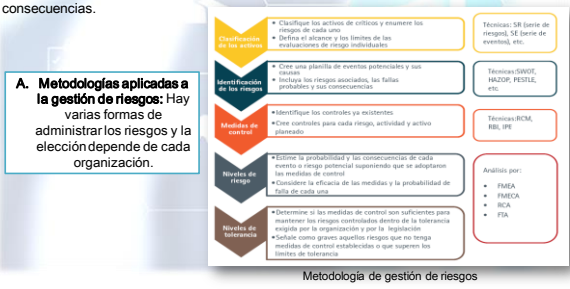 consecuencias.
A. Metodologías aplicadas a
la gestión de riesgos: Hay
varias formas de
administrar los riesgos y la
elección depende de cada
organización.
Clasificación
de los activos
• Clasifique los activos de críticos y enumere los
riesgos de cada uno
• Defina el alcance y los límites de las
evaluaciones de riesgo individuales
Técnicas: SR (serie de
riesgos), SE (serie de
eventos), etc.
Identificación
de los riesgos
• Cree una planilla de eventos potenciales y sus
causas
• Incluya los riesgos asociados, las fallas
probables y sus consecuencias
Técnicas:SWOT,
HAZOP, PESTLE,
etc.
Medidas de
control
•Identifique los controles ya existentes
•Cree controles para cada riesgo, actividad y activo
planeado
Técnicas:RCM,
RBI, IPE
Niveles de
riesgo
•Estime la probabilidad y las consecuencias de cada
evento o riesgo potencial suponiendo que se adoptaron
las medidas de control
•Considere la eficacia de las medidas y la probabilidad de
falla de cada una
Niveles de
tolerancia
•Determine si las medidas de control son suficientes para
mantener los riesgos controlados dentro de la tolerancia
exigida por la organización y por la legislación
•Señale como graves aquellos riesgos que no tenga
medidas de control establecidas o que superen los
límites de tolerancia
Análisis por:
• FMEA
• FMECA
• RCA
• FTA
Metodología de gestión de riesgos